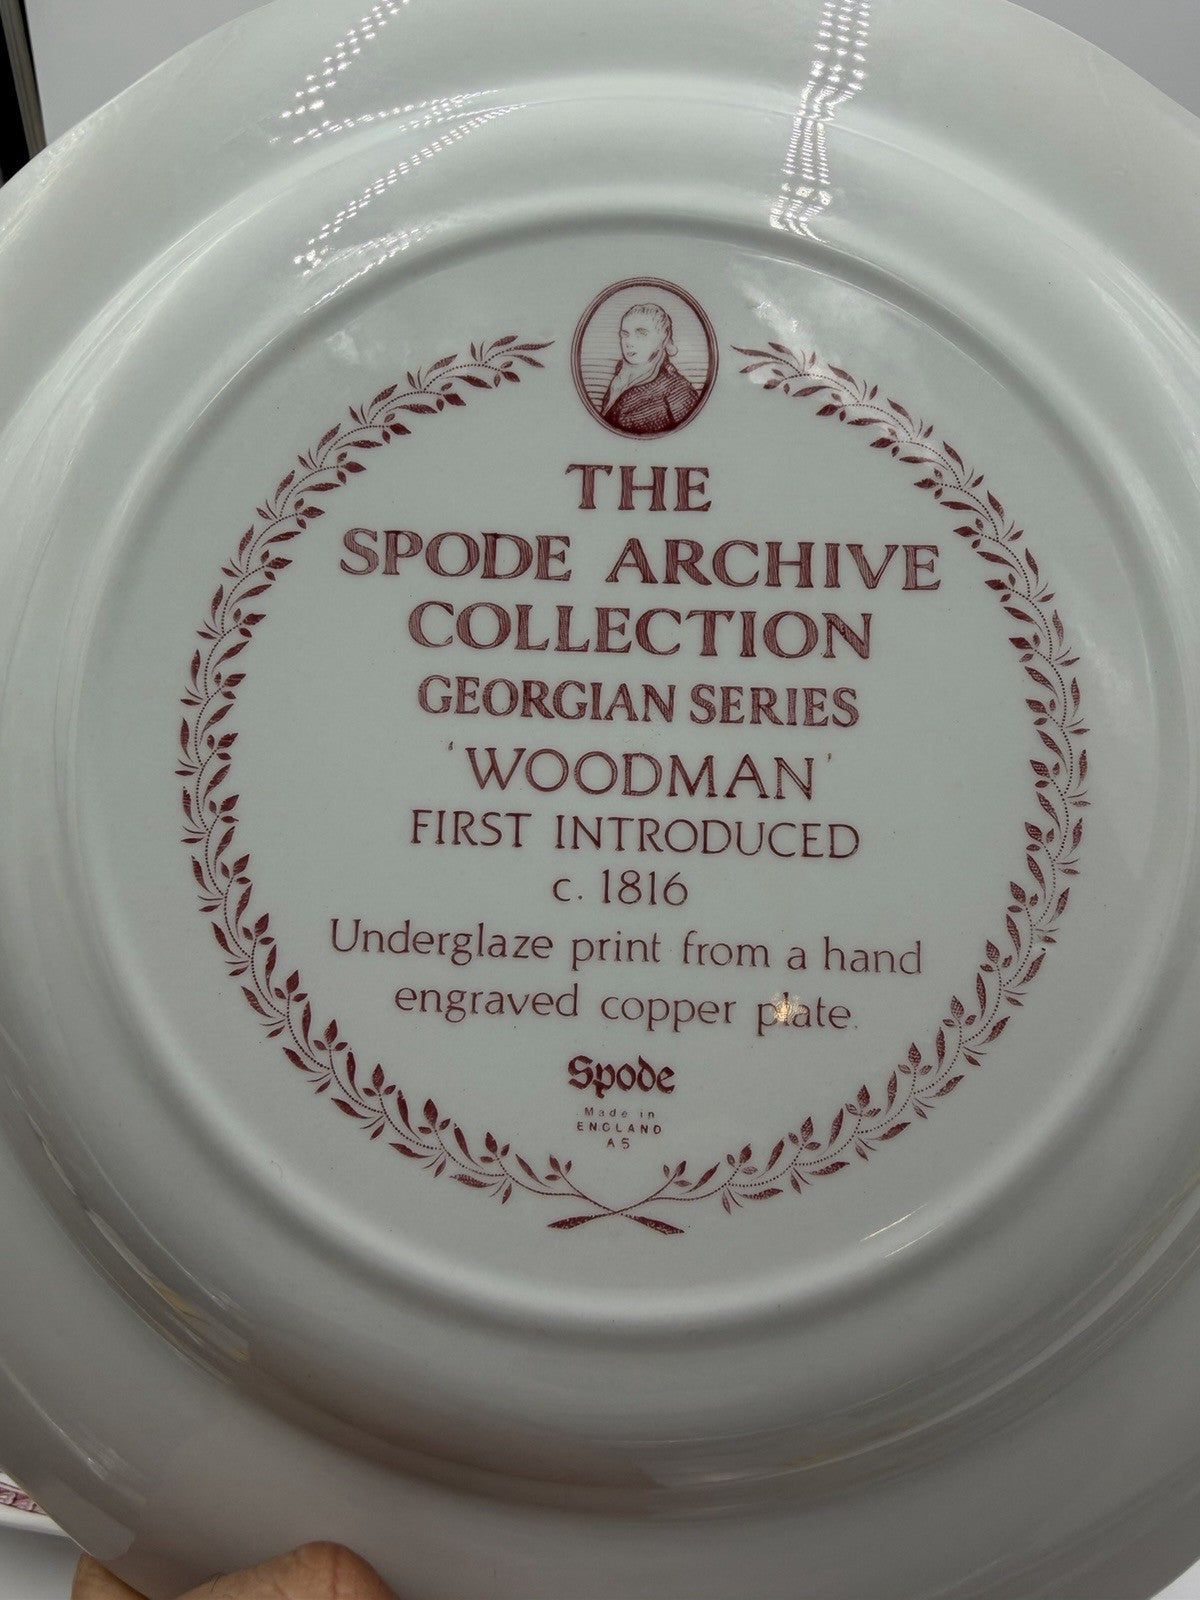 THE
SPODE ARCHIVE
COLLECTION
GEORGIAN SERIES
'WOODMAN'
FIRST INTRODUCED
c. 1816
Underglaze print from a hand
engraved copper plate.
Spode
Made in
ENGLAND
A5